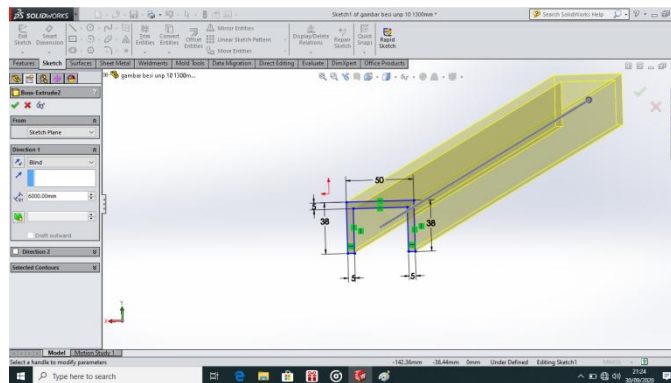 SOLIDWORKS
Sketch1 of gambar besi unp 10 1300mm *
Search SolidWorks Help
Exit Sketch
Smart Dimension
Trim Entities
Convert Entities
Offset Entities
Mirror Entities
Linear Sketch Pattern
Move Entities
Display/Delete Relations
Repair Sketch
Quick Snaps
Rapid Sketch
Features Sketch Surfaces Sheet Metal Weldments Mold Tools Data Migration Direct Editing Evaluate DimXpert Office Products
gambar besi unp 10 1300m...
Boss-Extrude2
From
Sketch Plane
Direction 1
Blind
6000.00mm
Draft outward
Direction 2
Selected Contours
50
5
38
38
5
5
Model Motion Study 1
Select a handle to modify parameters
-142.36mm -36.44mm 0mm Under Defined Editing Sketch1
Type here to search
21:24
30/09/2020